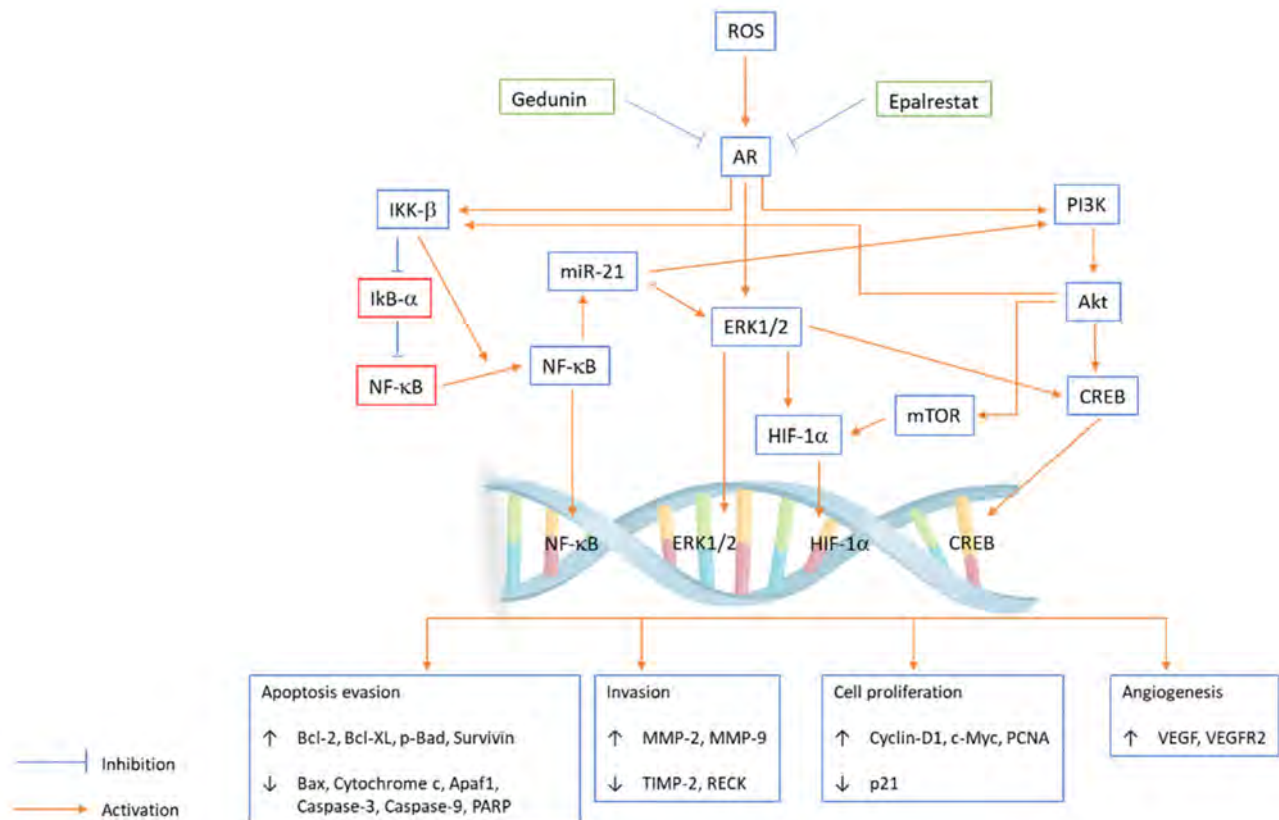 ROS
Gedunin
Epalrestat
AR
IKK-β
PI3K
miR-21
IkB-α
Akt
ERK1/2
NF-κB
NF-κB
CREB
mTOR
HIF-1α
NF-κB
ERK1/2
HIF-1α
CREB
Apoptosis evasion
↑ Bcl-2, Bcl-XL, p-Bad, Survivin
↓ Bax, Cytochrome c, Apaf1,
Caspase-3, Caspase-9, PARP
Invasion
↑ MMP-2, MMP-9
↓ TIMP-2, RECK
Cell proliferation
↑ Cyclin-D1, c-Myc, PCNA
↓ p21
Angiogenesis
↑ VEGF, VEGFR2
Inhibition
Activation